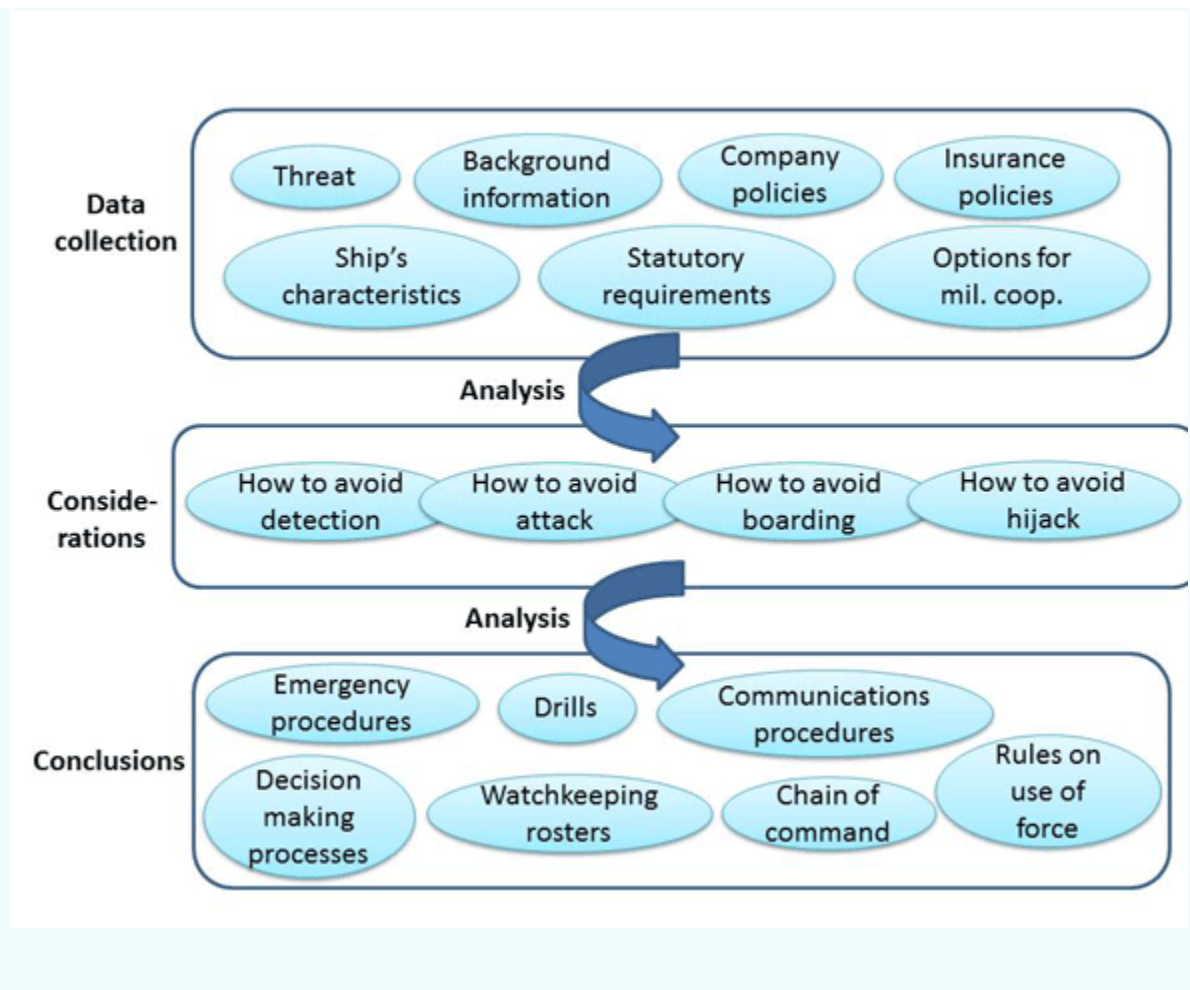 Data
collection
Threat
Background
information
Company
policies
Insurance
policies
Ship's
characteristics
Statutory
requirements
Options for
mil. coop.
Analysis
Conside-
rations
How to avoid
detection
How to avoid
attack
How to avoid
boarding
How to avoid
hijack
Analysis
Conclusions
Emergency
procedures
Drills
Communications
procedures
Decision
making
processes
Watchkeeping
rosters
Chain of
command
Rules on
use of
force